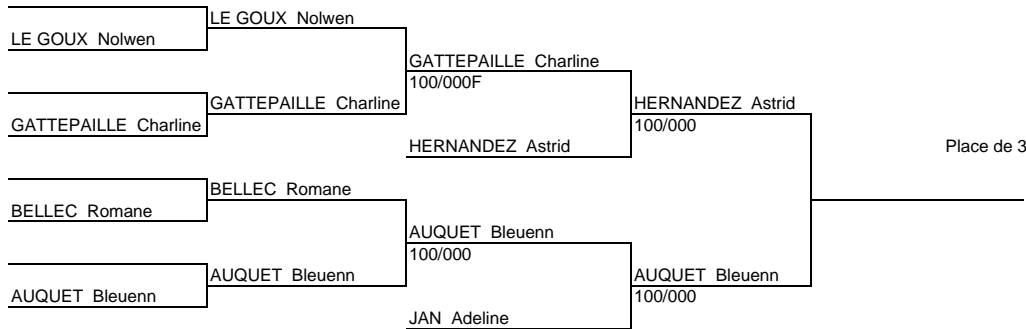 LE GOUX Nolwen
LE GOUX Nolwen
GATTEPAILLE Charline
100/000F
GATTEPAILLE Charline
HERNANDEZ Astrid
GATTEPAILLE Charline
100/000
HERNANDEZ Astrid
Place de 3
BELLEC Romane
BELLEC Romane
AUQUET Bleuenn
100/000
AUQUET Bleuenn
AUQUET Bleuenn
AUQUET Bleuenn
100/000
JAN Adeline